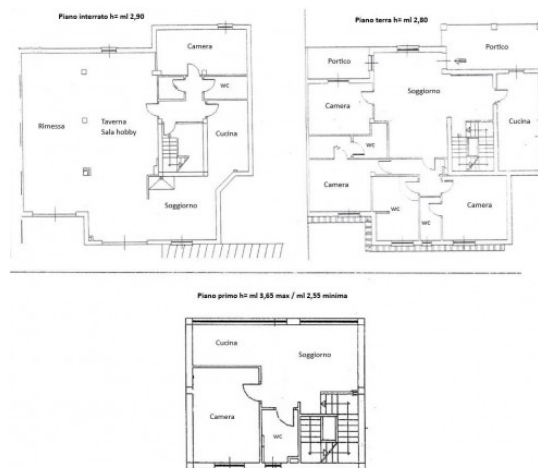 Piano interrato h= ml 2,90
Camera
WC
Rimessa
Taverna
Sala hobby
Cucina
Soggiorno
Piano terra h= ml 2,80
Portico
Portico
Soggiorno
Camera
Cucina
WC
Camera
WC
WC
Camera
Piano primo h= ml 3,65 max / ml 2,55 minima
Cucina
Soggiorno
Camera
WC